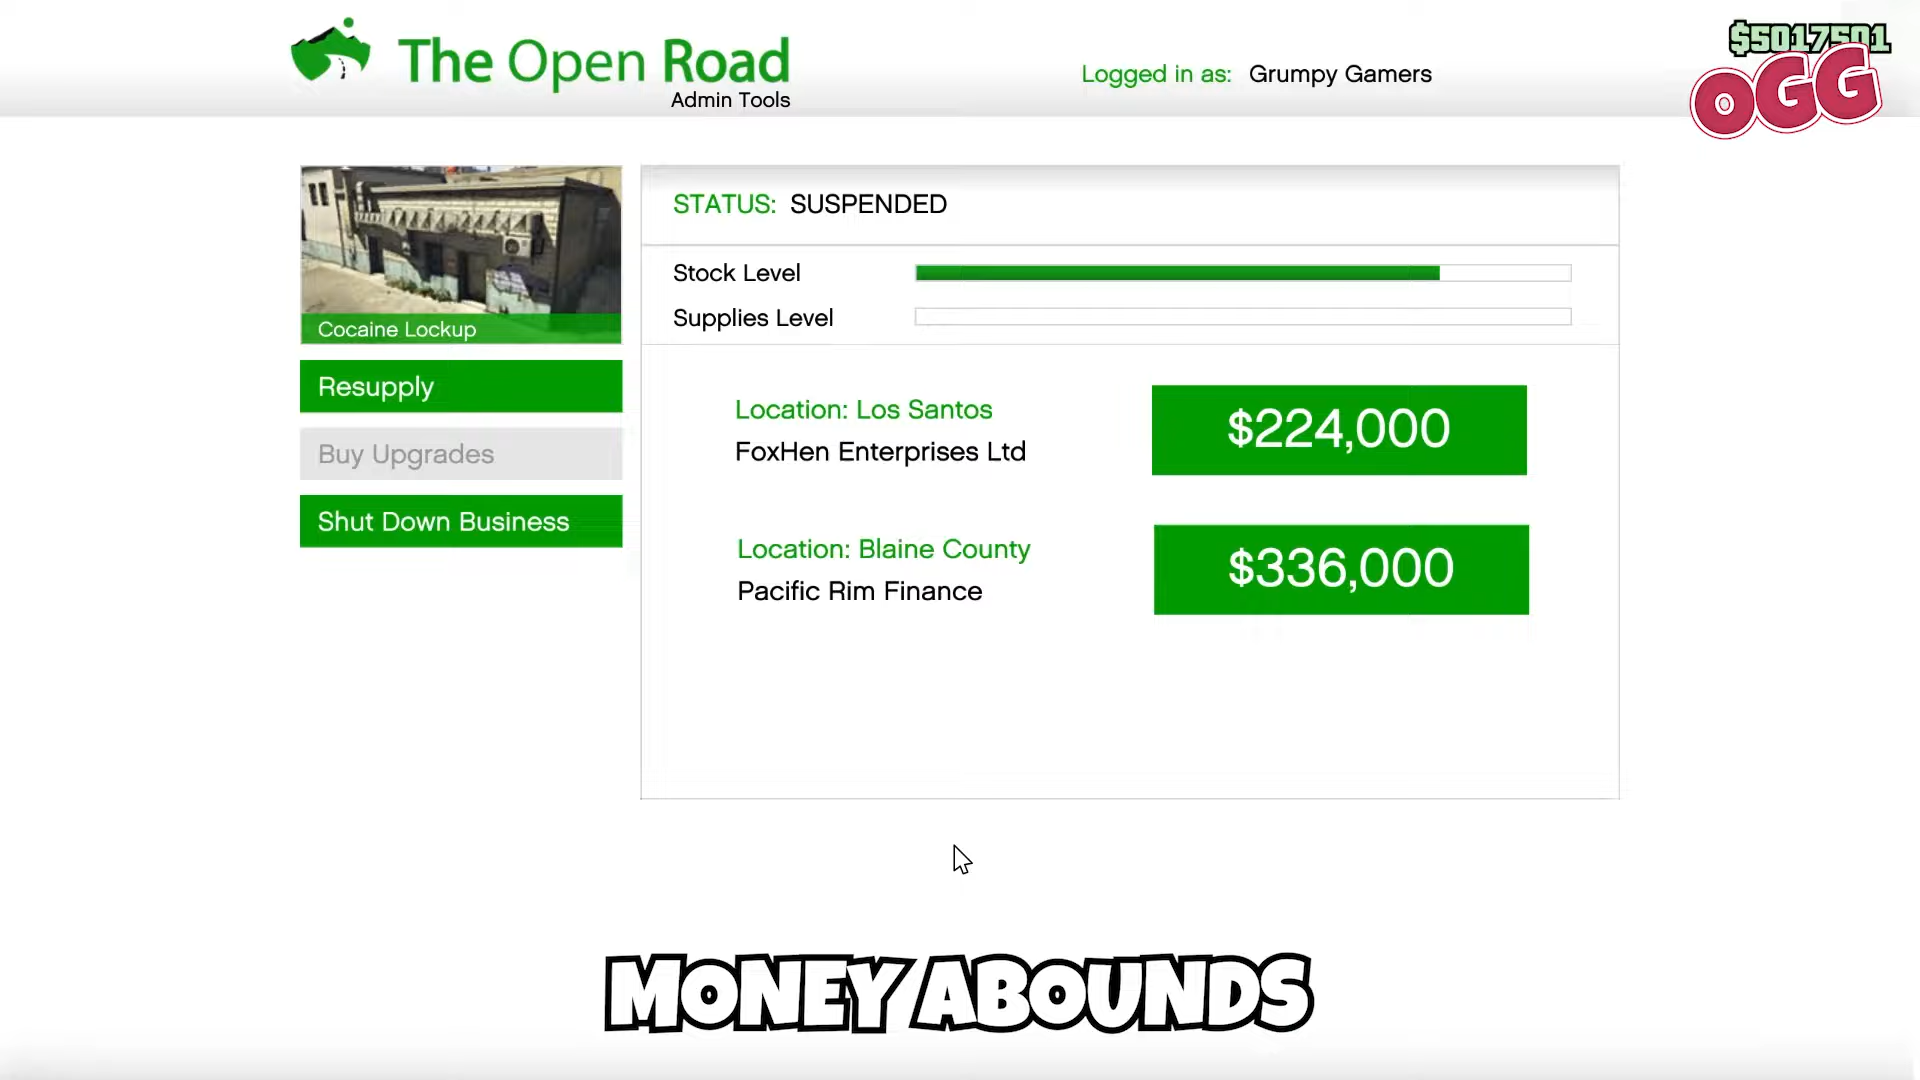 The Open Road
Admin Tools
Logged in as: Grumpy Gamers
$5017501
OGG
Cocaine Lockup
Resupply
Buy Upgrades
Shut Down Business
STATUS: SUSPENDED
Stock Level
Supplies Level
Location: Los Santos
FoxHen Enterprises Ltd
$224,000
Location: Blaine County
Pacific Rim Finance
$336,000
MONEY ABOUNDS